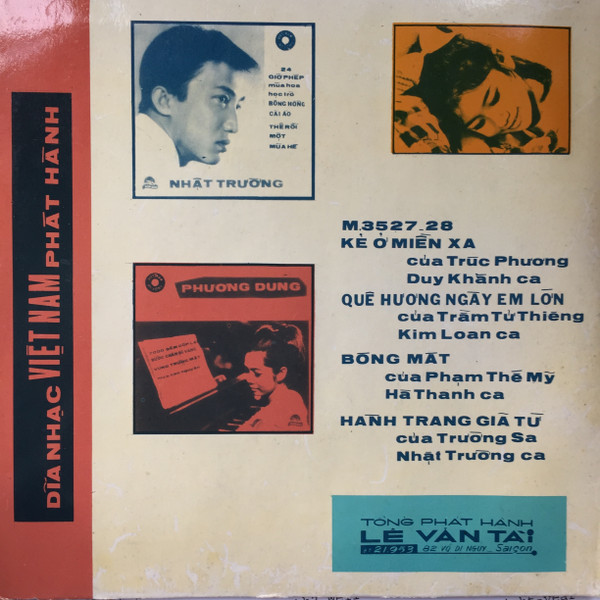 DĨA NHẠC VIỆT NAM PHÁT HÀNH
24
GIỜ PHÉP
mùa hoa
học trò
BÔNG HỒNG
CÀI ÁO
THẾ RỒI
MỘT
MÙA HÈ
NHẬT TRƯỜNG
PHƯƠNG DUNG
M.3527_28
KẺ Ở MIỀN XA
của Trúc Phương
Duy Khánh ca
QUÊ HƯƠNG NGÀY EM LỚN
của Trầm Tử Thiêng
Kim Loan ca
BÓNG MÁT
của Phạm Thế Mỹ
Hà Thanh ca
HÀNH TRANG GIÃ TỪ
của Trường Sa
Nhật Trường ca
TỔNG PHÁT HÀNH
LÊ VĂN TÀI
21.953 82 VÕ DI NGUY _ Saigon